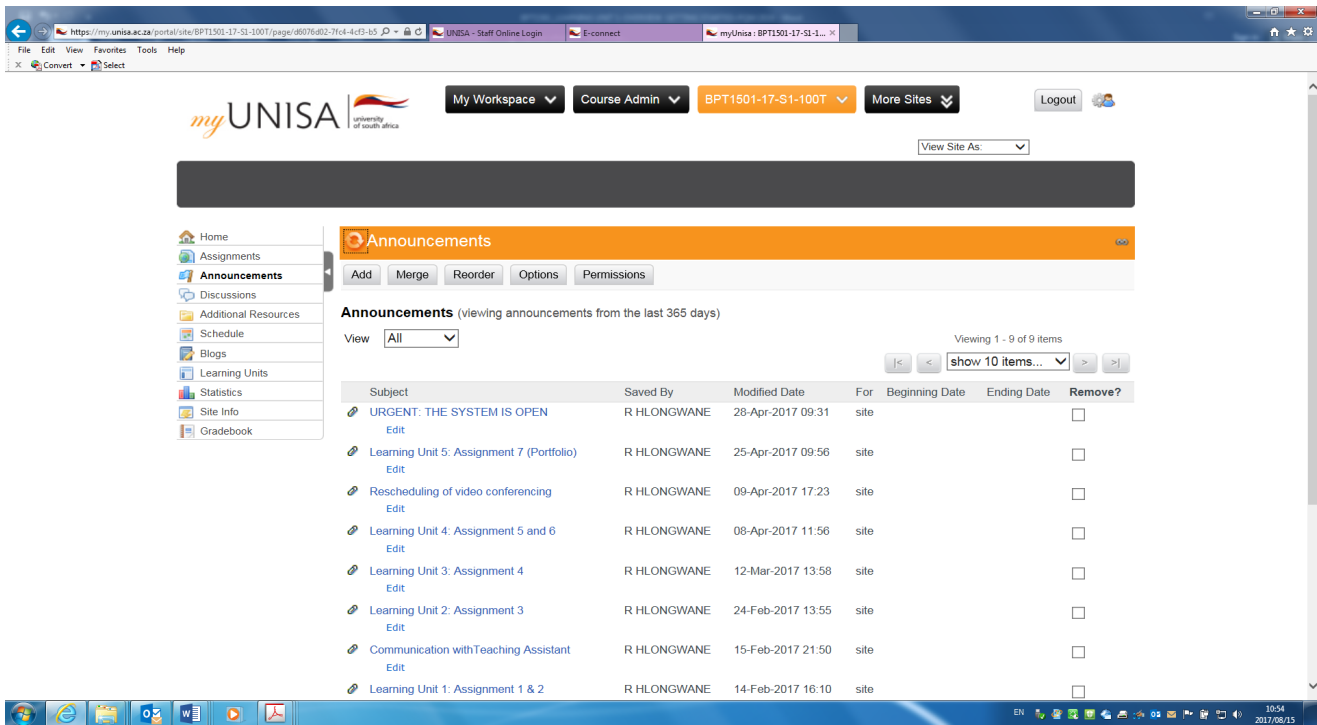 https://my.unisa.ac.za/portal/site/BPT1501-17-S1-100T/page/d6076d02-7fc4-4cf3-b5
UNISA - Staff Online Login
E-connect
myUnisa : BPT1501-17-S1-1...
File Edit View Favorites Tools Help
Convert Select
myUNISA university of south africa
My Workspace Course Admin BPT1501-17-S1-100T More Sites Logout
View Site As:
Home
Assignments
Announcements
Discussions
Additional Resources
Schedule
Blogs
Learning Units
Statistics
Site Info
Gradebook
Announcements
Add Merge Reorder Options Permissions
Announcements (viewing announcements from the last 365 days)
View All
Viewing 1 - 9 of 9 items
|< < show 10 items... > >|
Subject Saved By Modified Date For Beginning Date Ending Date Remove?
URGENT: THE SYSTEM IS OPEN R HLONGWANE 28-Apr-2017 09:31 site
Edit
Learning Unit 5: Assignment 7 (Portfolio) R HLONGWANE 25-Apr-2017 09:56 site
Edit
Rescheduling of video conferencing R HLONGWANE 09-Apr-2017 17:23 site
Edit
Learning Unit 4: Assignment 5 and 6 R HLONGWANE 08-Apr-2017 11:56 site
Edit
Learning Unit 3: Assignment 4 R HLONGWANE 12-Mar-2017 13:58 site
Edit
Learning Unit 2: Assignment 3 R HLONGWANE 24-Feb-2017 13:55 site
Edit
Communication withTeaching Assistant R HLONGWANE 15-Feb-2017 21:50 site
Edit
Learning Unit 1: Assignment 1 & 2 R HLONGWANE 14-Feb-2017 16:10 site
EN
10:54
2017/08/15